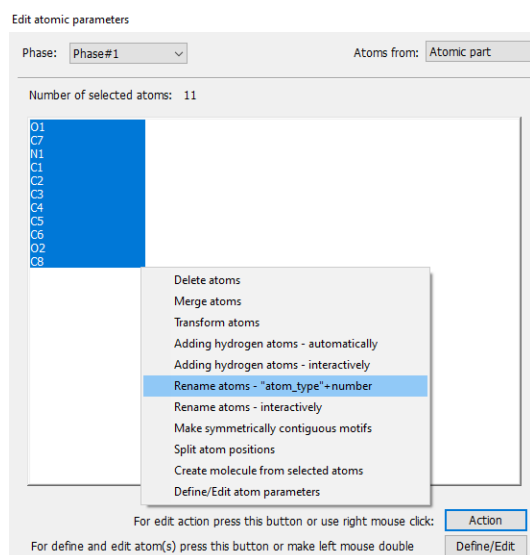 Edit atomic parameters
Phase: Phase#1 Atoms from: Atomic part
Number of selected atoms: 11
O1
C7
N1
C1
C2
C3
C4
C5
C6
O2
C8
Delete atoms
Merge atoms
Transform atoms
Adding hydrogen atoms - automatically
Adding hydrogen atoms - interactively
Rename atoms - "atom_type"+number
Rename atoms - interactively
Make symmetrically contiguous motifs
Split atom positions
Create molecule from selected atoms
Define/Edit atom parameters
For edit action press this button or use right mouse click: Action
For define and edit atom(s) press this button or make left mouse double Define/Edit